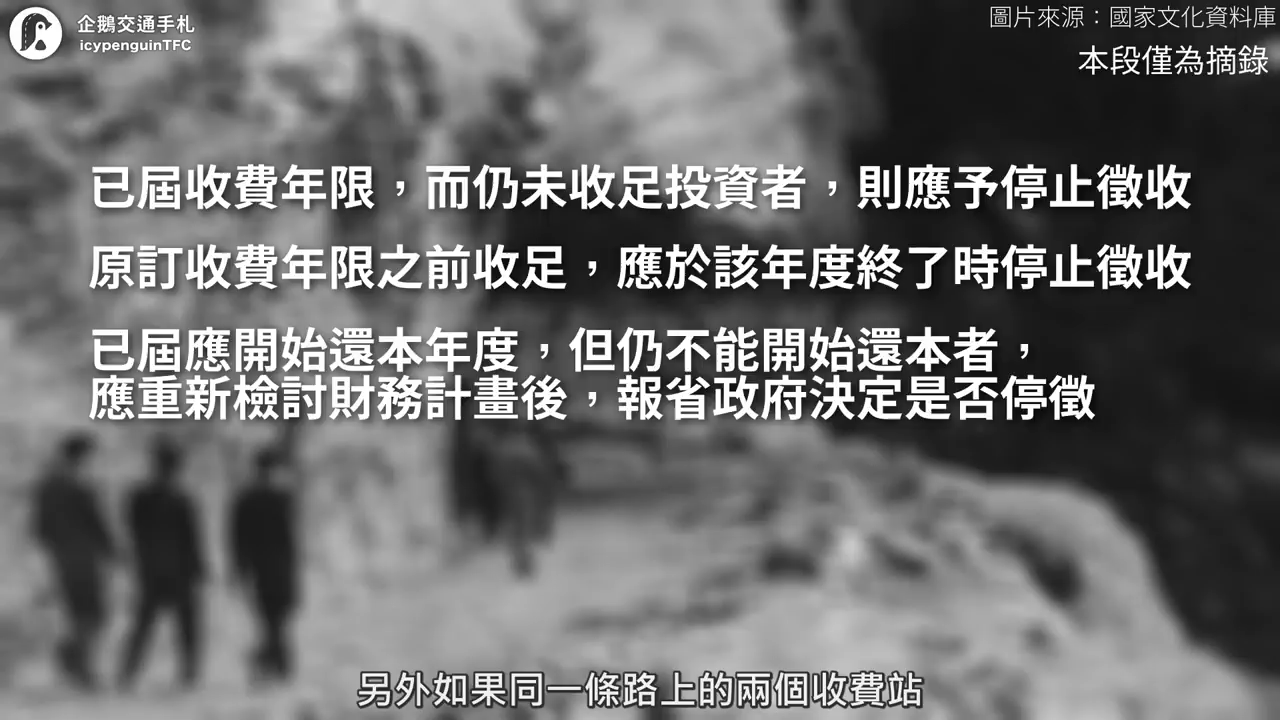 企鵝交通手札
icypenguinTFC
圖片來源：國家文化資料庫
本段僅為摘錄
已屆收費年限，而仍未收足投資者，則應予停止徵收
原訂收費年限之前收足，應於該年度終了時停止徵收
已屆應開始還本年度，但仍不能開始還本者，
應重新檢討財務計畫後，報省政府決定是否停徵
另外如果同一條路上的兩個收費站